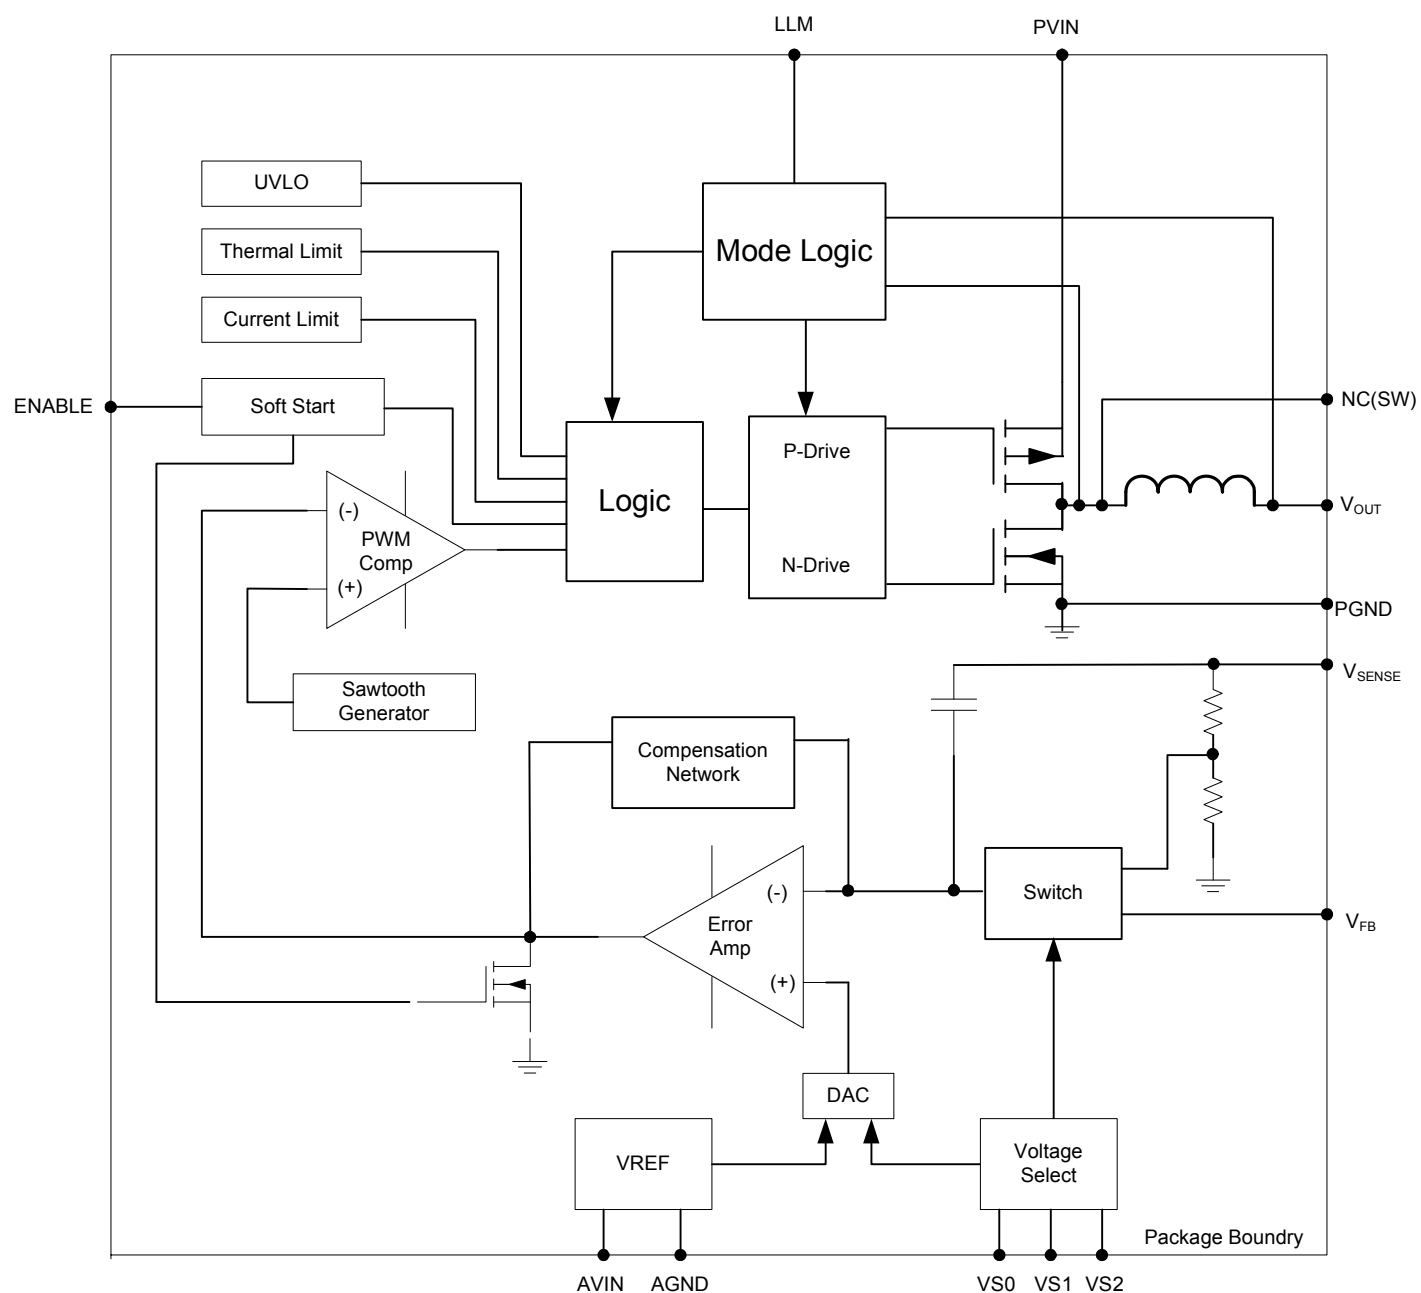 LLM
PVIN
UVLO
Thermal Limit
Mode Logic
Current Limit
ENABLE
Soft Start
NC(SW)
P-Drive
Logic
(-)
PWM
Comp
(+)
N-Drive
VOUT
PGND
VSENSE
Sawtooth
Generator
Compensation
Network
(-)
Switch
Error
Amp
VFB
(+)
DAC
VREF
Voltage
Select
Package Boundry
AVIN
AGND
VS0
VS1
VS2